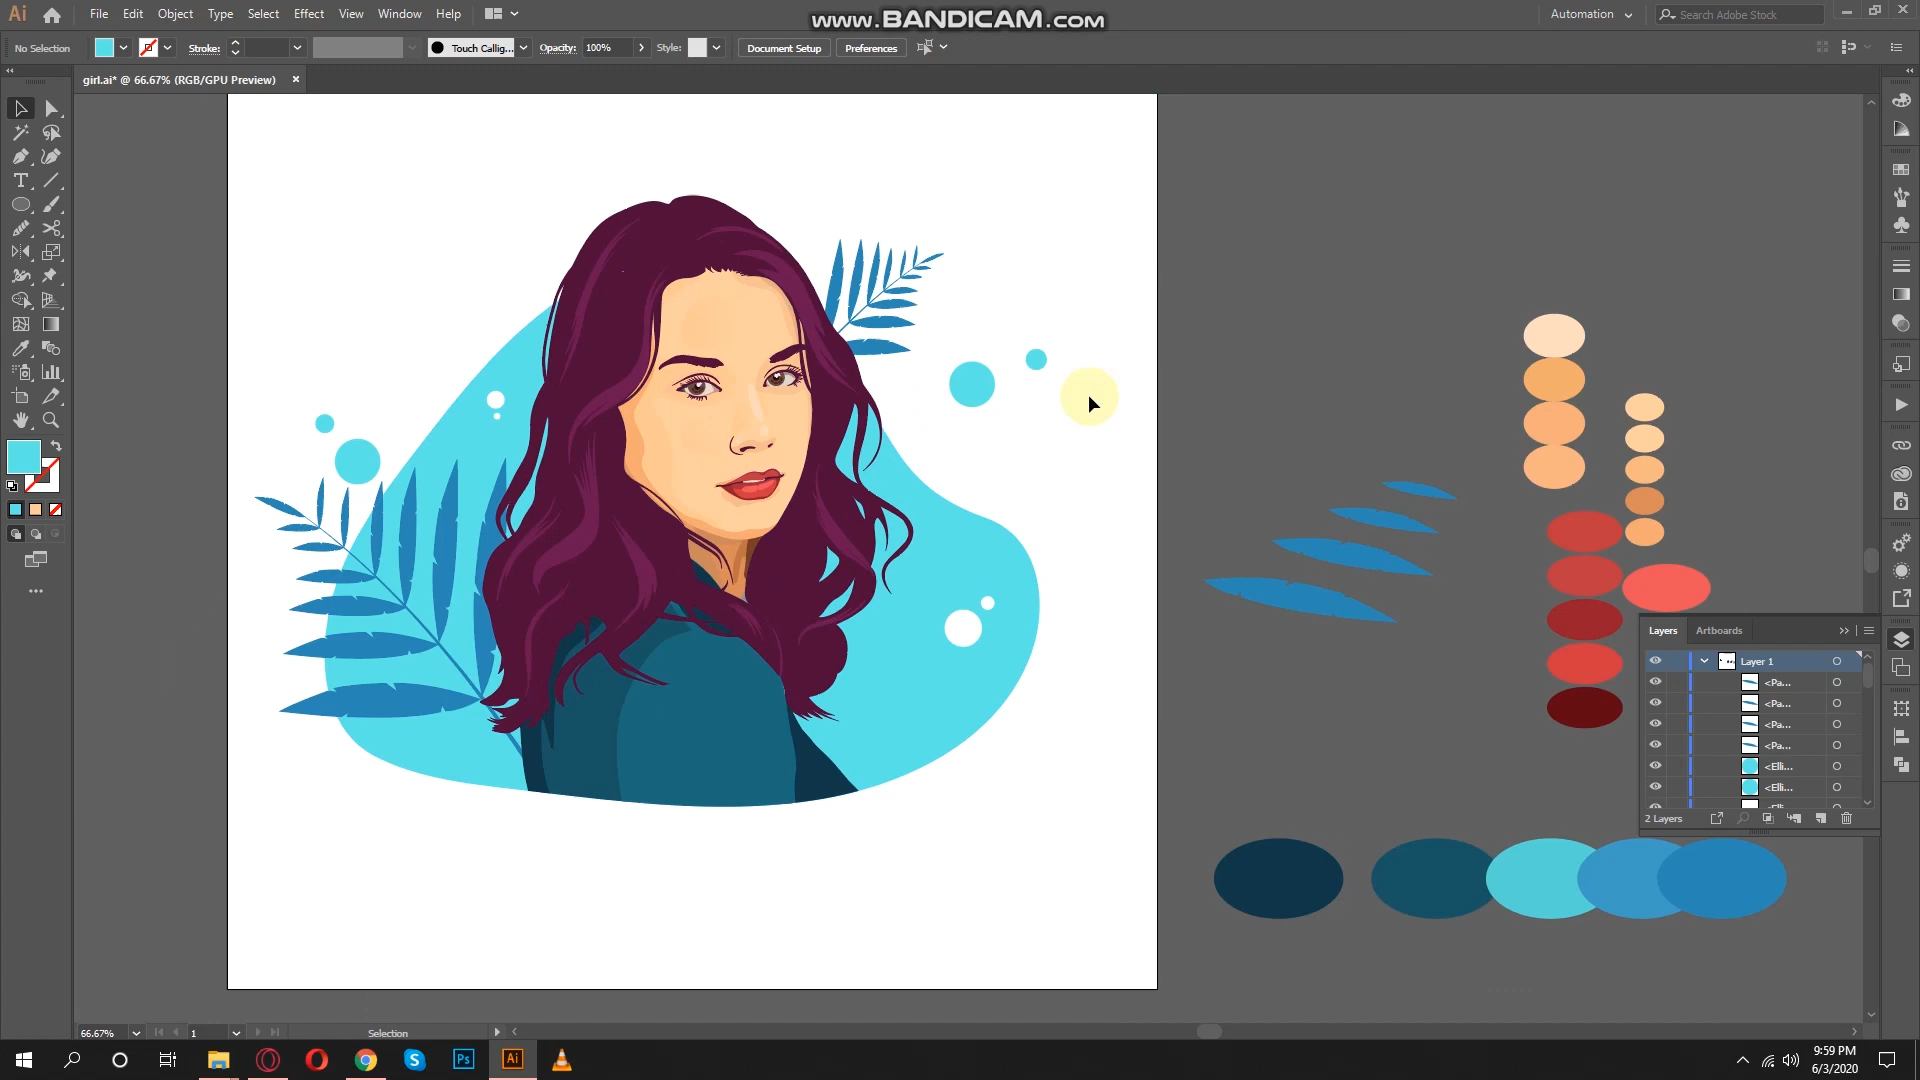 Ai File Edit Object Type Select Effect View Window Help
www.BANDICAM.com
Automation Search Adobe Stock
No Selection Stroke: Touch Callig... Opacity: 100% Style: Document Setup Preferences
girl.ai* @ 66.67% (RGB/GPU Preview) ×
Layers Artboards
Layer 1
<Pa...
<Pa...
<Pa...
<Pa...
<Elli...
<Elli...
2 Layers
66.67% 1 Selection
S Ps Ai
9:59 PM
6/3/2020